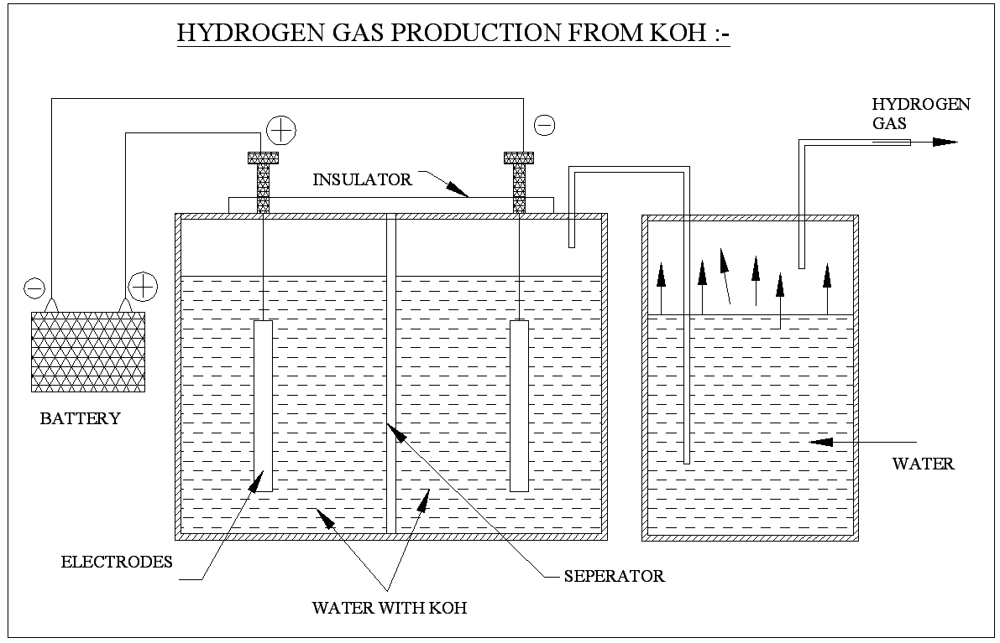 HYDROGEN GAS PRODUCTION FROM KOH :-
HYDROGEN
GAS
+
−
INSULATOR
−
+
BATTERY
WATER
ELECTRODES
SEPERATOR
WATER WITH KOH